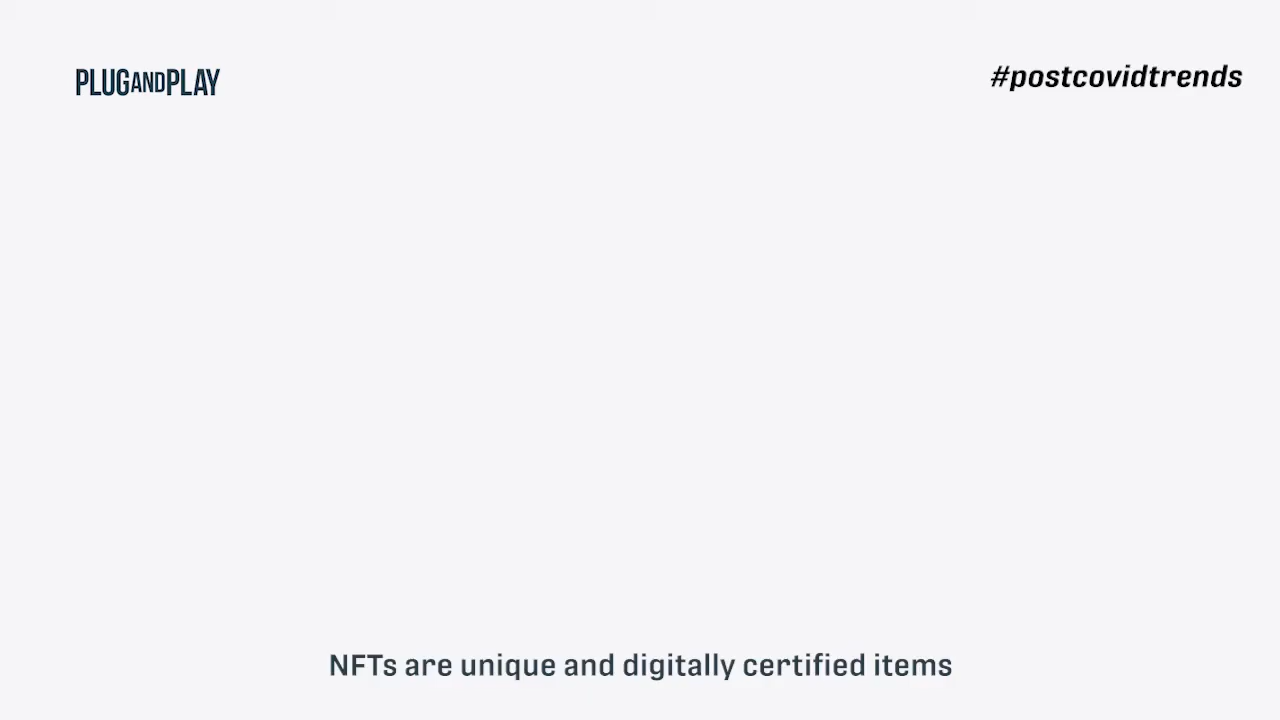 PLUGANDPLAY
#postcovidtrends
NFTs are unique and digitally certified items